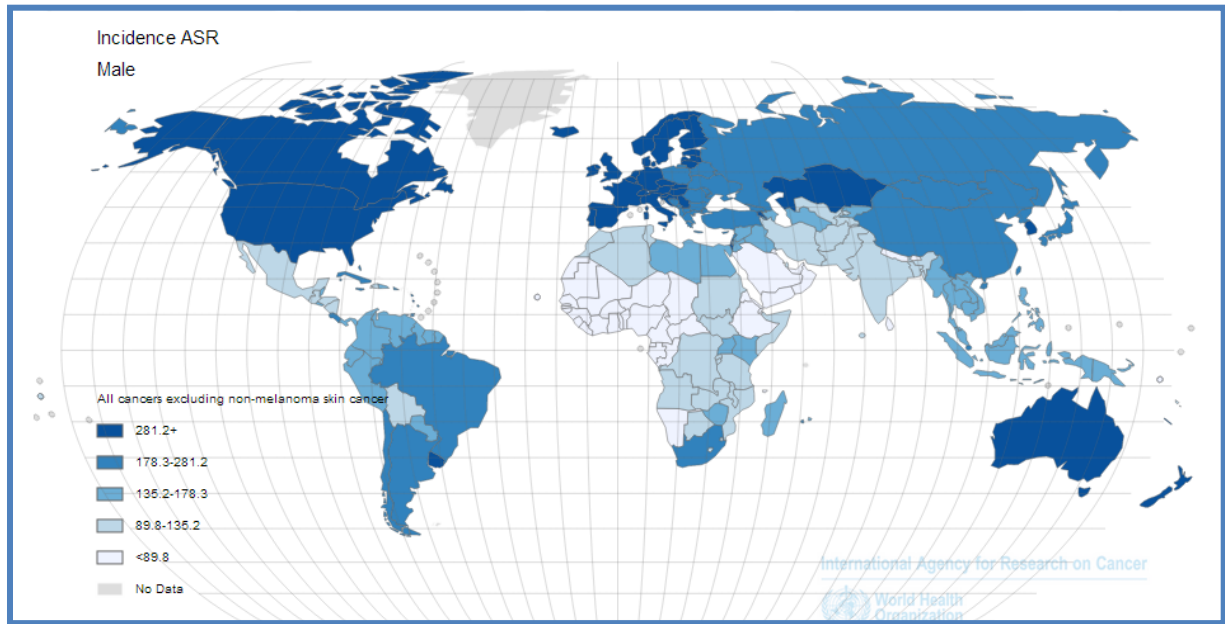 Incidence ASR
Male
All cancers excluding non-melanoma skin cancer
281.2+
178.3-281.2
135.2-178.3
89.8-135.2
<89.8
No Data
International Agency for Research on Cancer
World Health
Organization